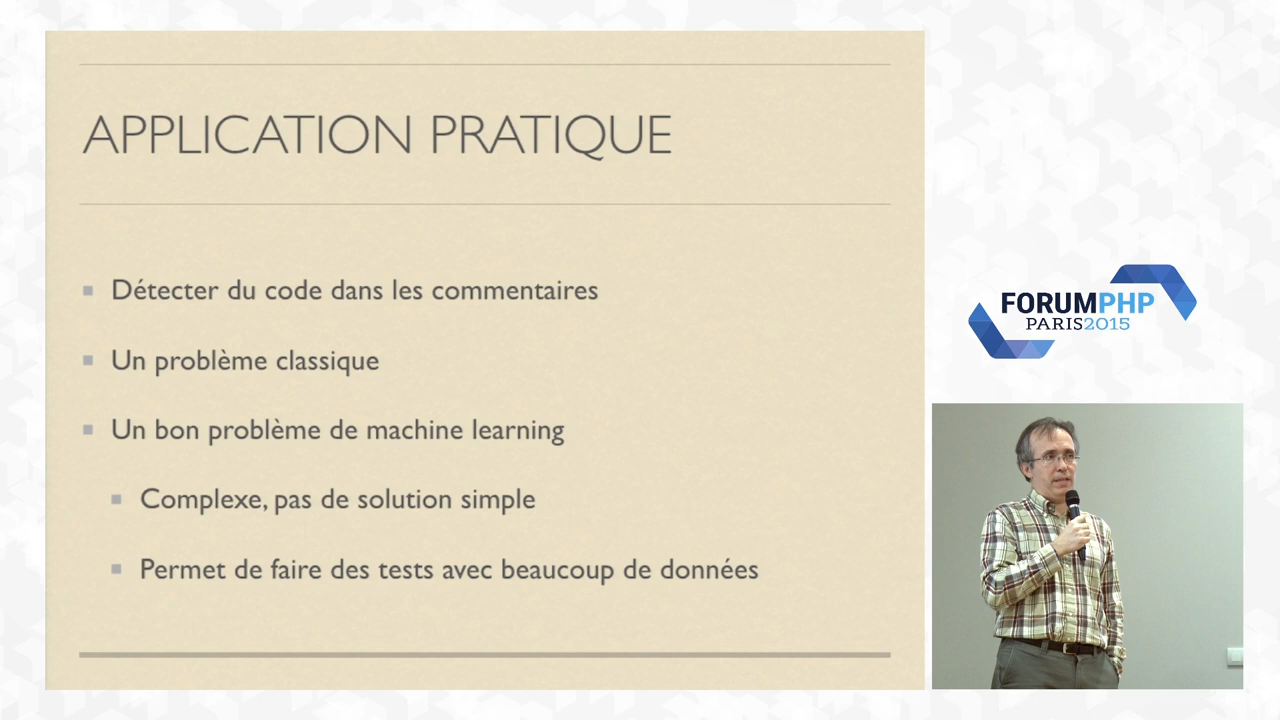 APPLICATION PRATIQUE
Détecter du code dans les commentaires
Un problème classique
Un bon problème de machine learning
Complexe, pas de solution simple
Permet de faire des tests avec beaucoup de données
FORUMPHP
PARIS2015